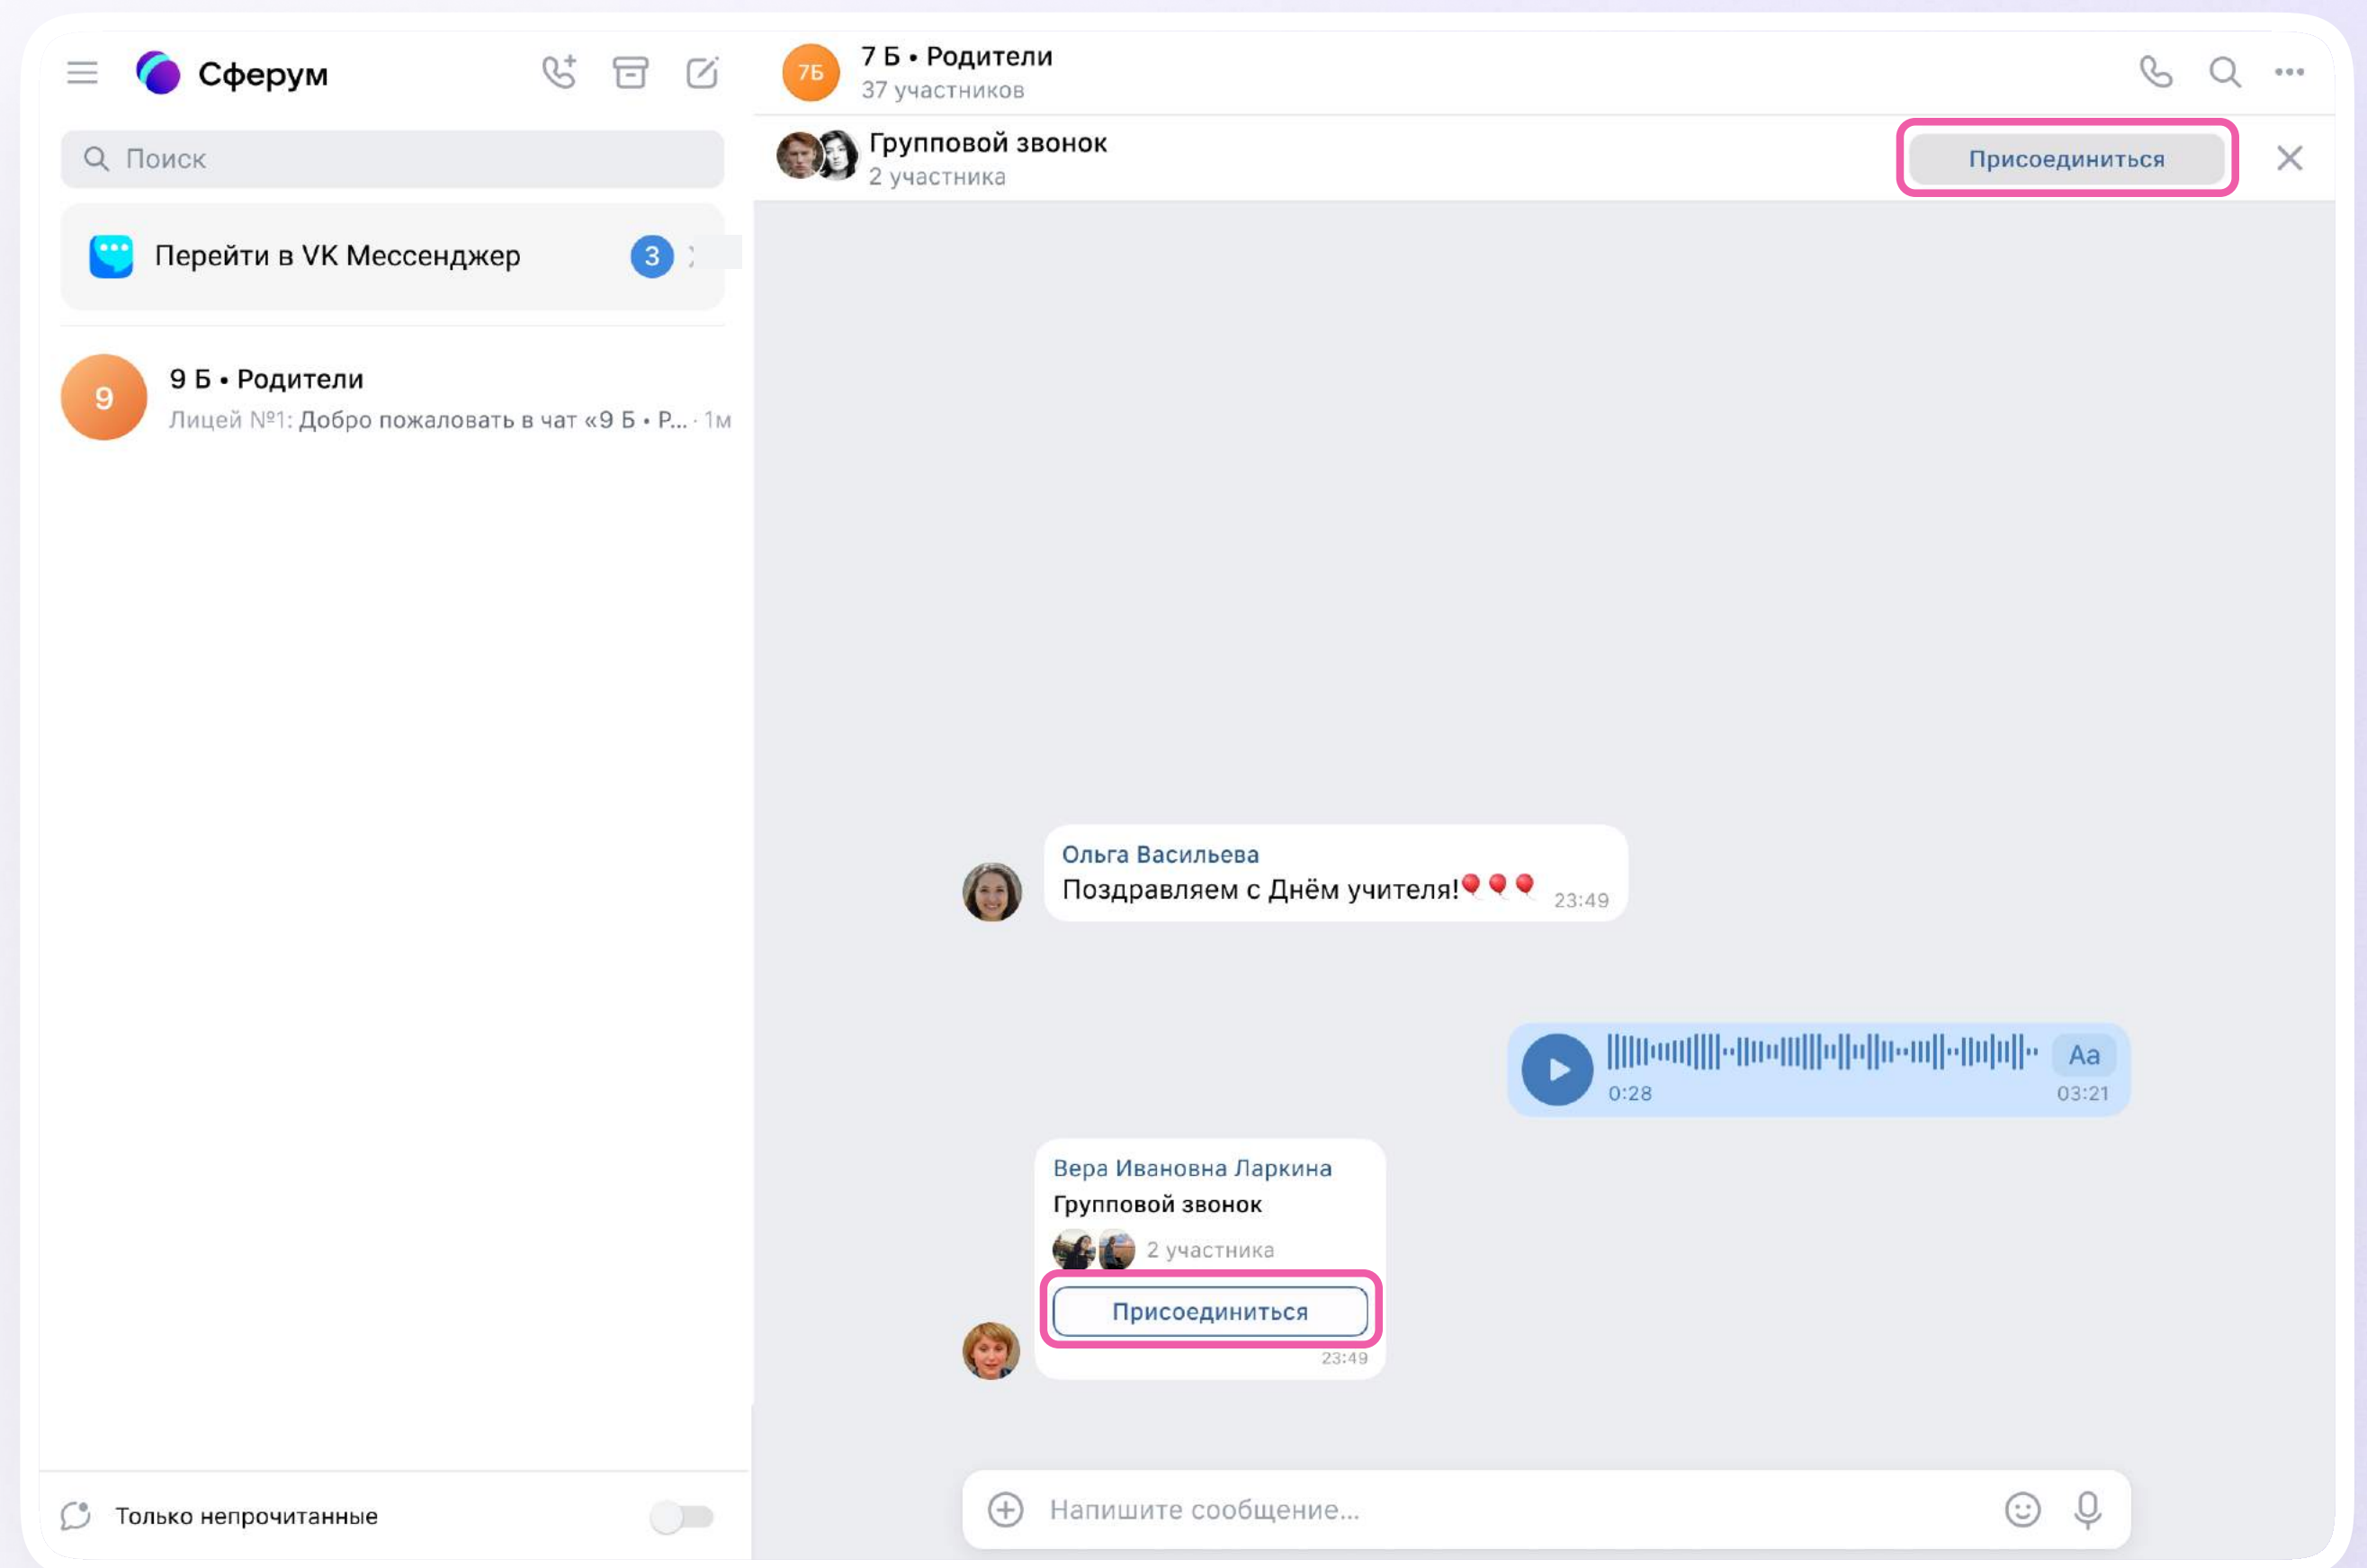 Сферум
Поиск
Перейти в VK Мессенджер 3
9
9 Б • Родители
Лицей №1: Добро пожаловать в чат «9 Б • Р... · 1м
Только непрочитанные
7Б
7 Б • Родители
37 участников
Групповой звонок
2 участника
Присоединиться
Ольга Васильева
Поздравляем с Днём учителя!🎈🎈🎈 23:49
Aa
0:28 03:21
Вера Ивановна Ларкина
Групповой звонок
2 участника
Присоединиться
23:49
Напишите сообщение...